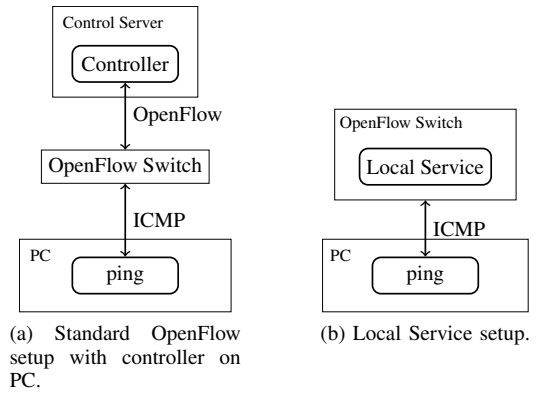 Control Server
Controller
OpenFlow
OpenFlow Switch
ICMP
PC
ping
(a) Standard OpenFlow
setup with controller on
PC.
OpenFlow Switch
Local Service
ICMP
PC
ping
(b) Local Service setup.